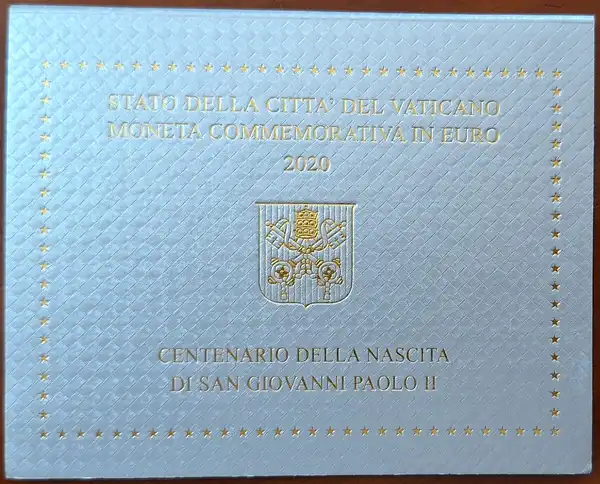 STATO DELLA CITTA' DEL VATICANO
MONETA COMMEMORATIVA IN EURO
2020
CENTENARIO DELLA NASCITA
DI SAN GIOVANNI PAOLO II